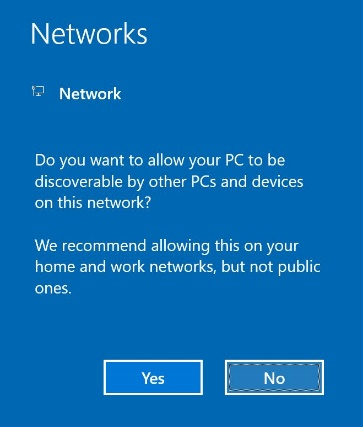 Networks
Network
Do you want to allow your PC to be
discoverable by other PCs and devices
on this network?
We recommend allowing this on your
home and work networks, but not public
ones.
Yes
No